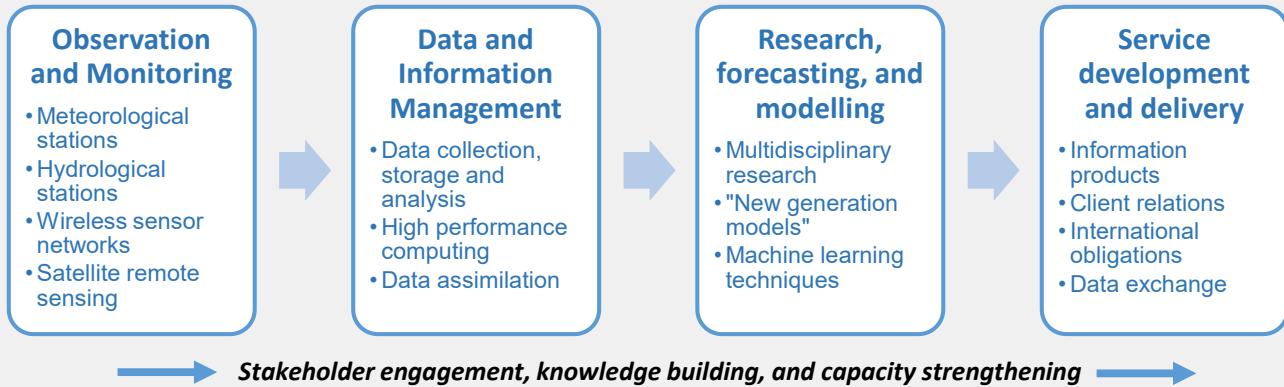 Observation
and Monitoring
• Meteorological
stations
• Hydrological
stations
• Wireless sensor
networks
• Satellite remote
sensing
Data and
Information
Management
• Data collection,
storage and
analysis
• High performance
computing
• Data assimilation
Research,
forecasting, and
modelling
• Multidisciplinary
research
• "New generation
models"
• Machine learning
techniques
Service
development
and delivery
• Information
products
• Client relations
• International
obligations
• Data exchange
Stakeholder engagement, knowledge building, and capacity strengthening